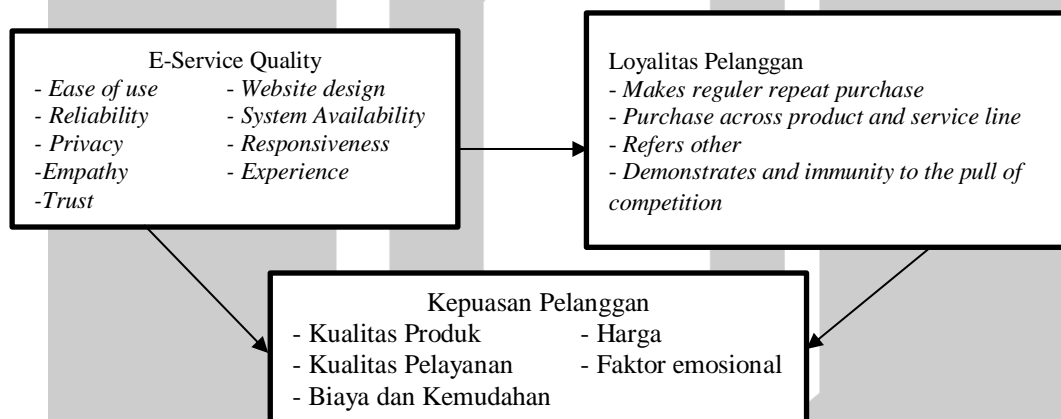 E-Service Quality
- Ease of use - Website design
- Reliability - System Availability
- Privacy - Responsiveness
-Empathy - Experience
-Trust
Loyalitas Pelanggan
- Makes reguler repeat purchase
- Purchase across product and service line
- Refers other
- Demonstrates and immunity to the pull of
competition
Kepuasan Pelanggan
- Kualitas Produk - Harga
- Kualitas Pelayanan - Faktor emosional
- Biaya dan Kemudahan